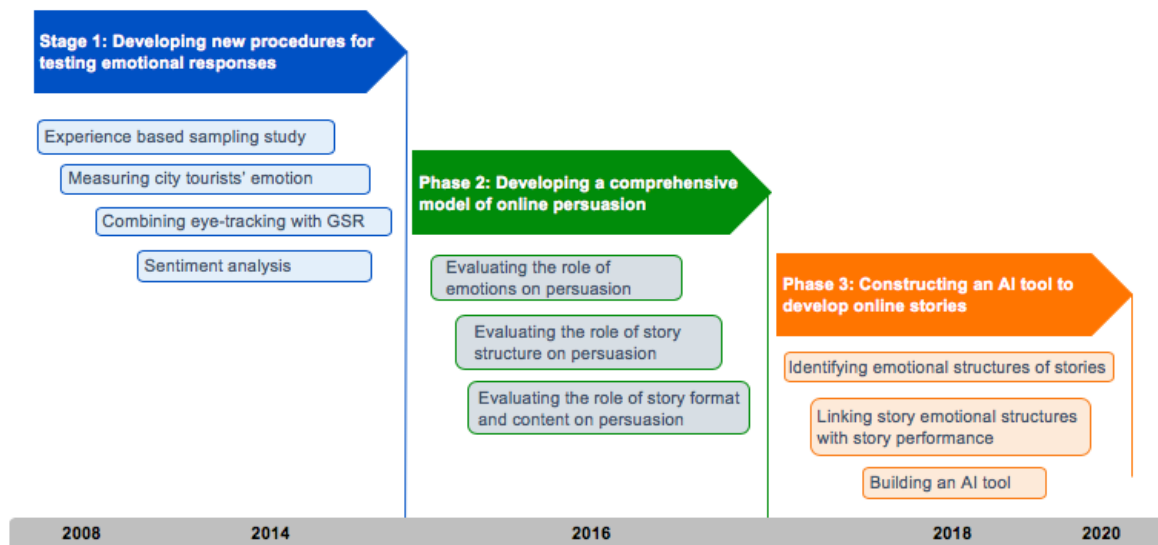 Stage 1: Developing new procedures for
testing emotional responses
Experience based sampling study
Measuring city tourists' emotion
Combining eye-tracking with GSR
Sentiment analysis
Phase 2: Developing a comprehensive
model of online persuasion
Evaluating the role of
emotions on persuasion
Evaluating the role of story
structure on persuasion
Evaluating the role of story format
and content on persuasion
Phase 3: Constructing an AI tool to
develop online stories
Identifying emotional structures of stories
Linking story emotional structures
with story performance
Building an AI tool
2008 2014 2016 2018 2020